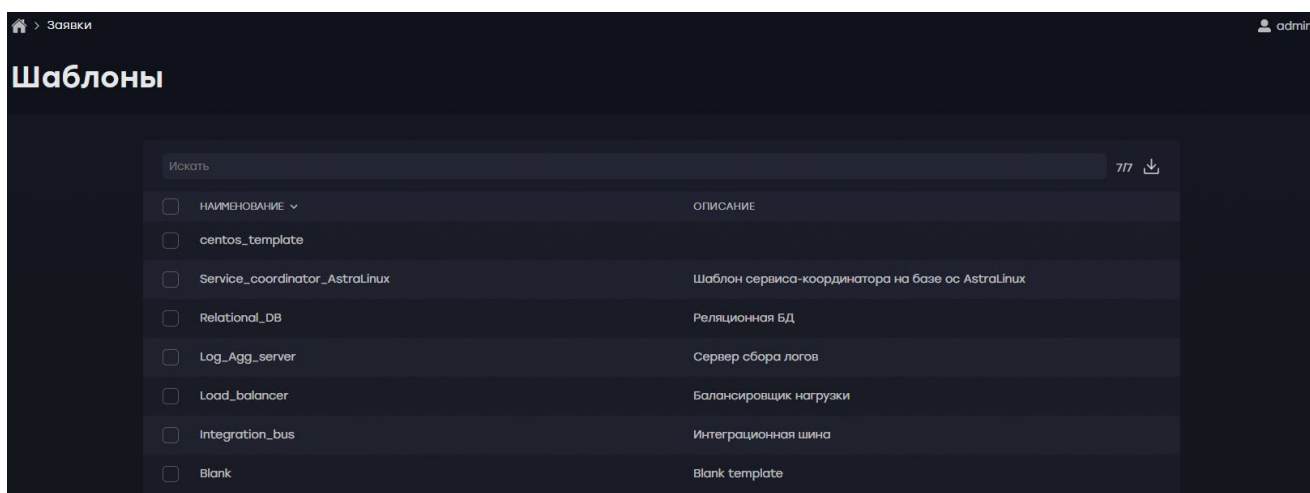 > Заявки
admin
Шаблоны
Искать
7/7
НАИМЕНОВАНИЕ
ОПИСАНИЕ
centos_template
Service_coordinator_AstraLinux
Шаблон сервиса-координатора на базе ос AstraLinux
Relational_DB
Реляционная БД
Log_Agg_server
Сервер сбора логов
Load_balancer
Балансировщик нагрузки
Integration_bus
Интеграционная шина
Blank
Blank template